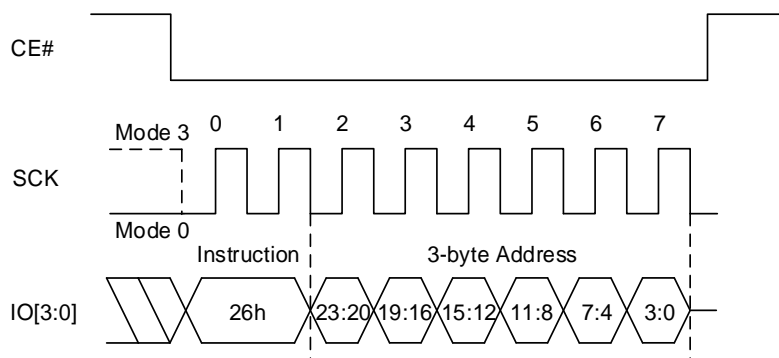 CE#
Mode 3
0 1 2 3 4 5 6 7
SCK
Mode 0
Instruction 3-byte Address
IO[3:0] 26h 23:20 19:16 15:12 11:8 7:4 3:0